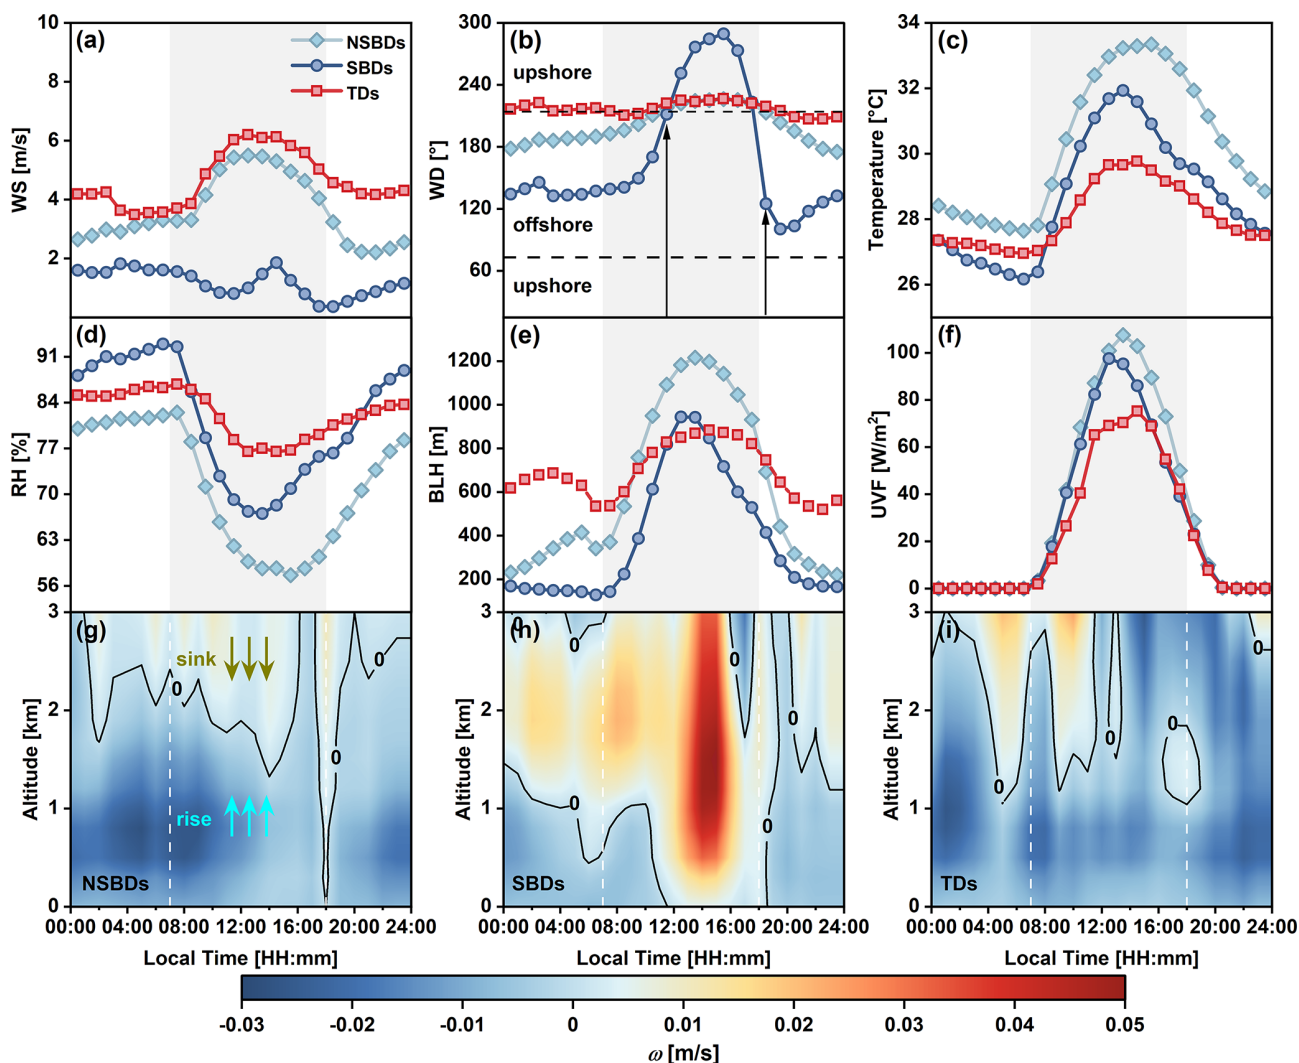 (a)
NSBDs
SBDs
TDs
10
8
6
4
2
WS [m/s]
(b)
upshore
offshore
upshore
300
240
180
120
60
WD [°]
(c)
34
32
30
28
26
Temperature [°C]
(d)
91
84
77
70
63
56
RH [%]
(e)
1200
1000
800
600
400
200
BLH [m]
(f)
100
80
60
40
20
0
UVF [W/m²]
(g)
sink
rise
0
0
0
NSBDs
3
2
1
0
Altitude [km]
00:00 04:00 08:00 12:00 16:00 20:00 24:00
Local Time [HH:mm]
(h)
0
0
0
0
0
SBDs
3
2
1
0
Altitude [km]
00:00 04:00 08:00 12:00 16:00 20:00 24:00
Local Time [HH:mm]
(i)
0
0
0
0
TDs
3
2
1
0
Altitude [km]
00:00 04:00 08:00 12:00 16:00 20:00 24:00
Local Time [HH:mm]
-0.03 -0.02 -0.01 0 0.01 0.02 0.03 0.04 0.05
ω [m/s]